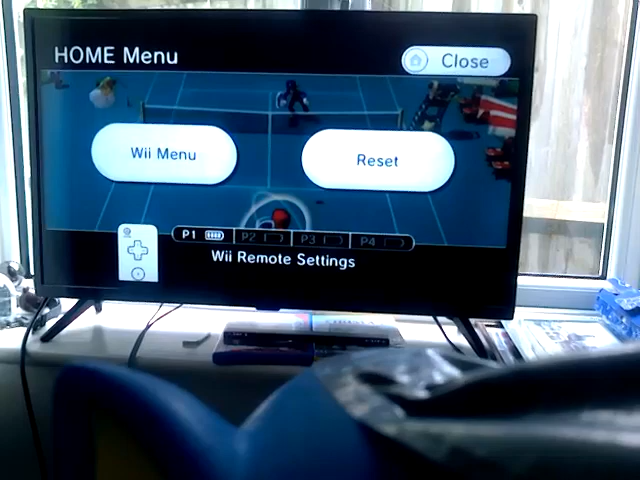 HOME Menu
Close
Wii Menu
Reset
P1 P2 P3 P4
Wii Remote Settings